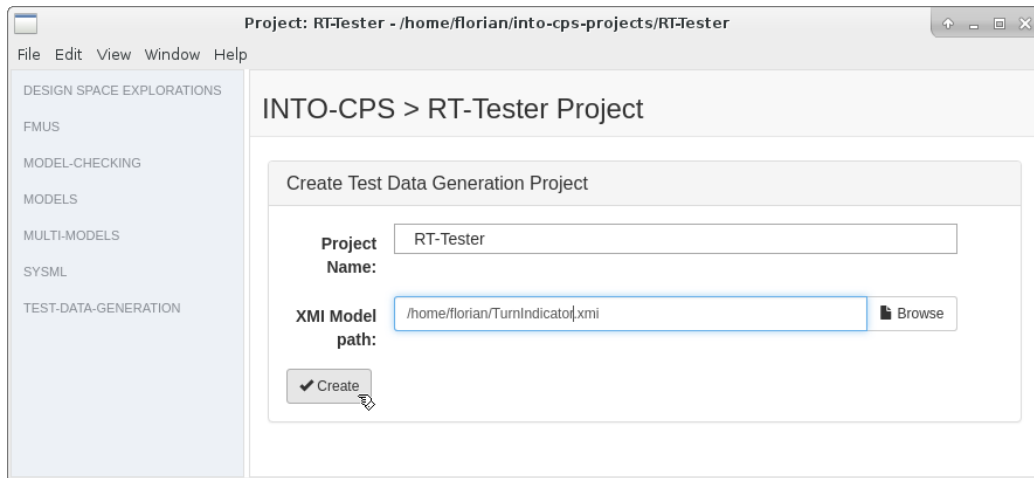 Project: RT-Tester - /home/florian/into-cps-projects/RT-Tester
File Edit View Window Help
DESIGN SPACE EXPLORATIONS
FMUS
MODEL-CHECKING
MODELS
MULTI-MODELS
SYSML
TEST-DATA-GENERATION
INTO-CPS > RT-Tester Project
Create Test Data Generation Project
Project
Name:
RT-Tester
XMI Model
path:
/home/florian/TurnIndicator.xmi
Browse
Create